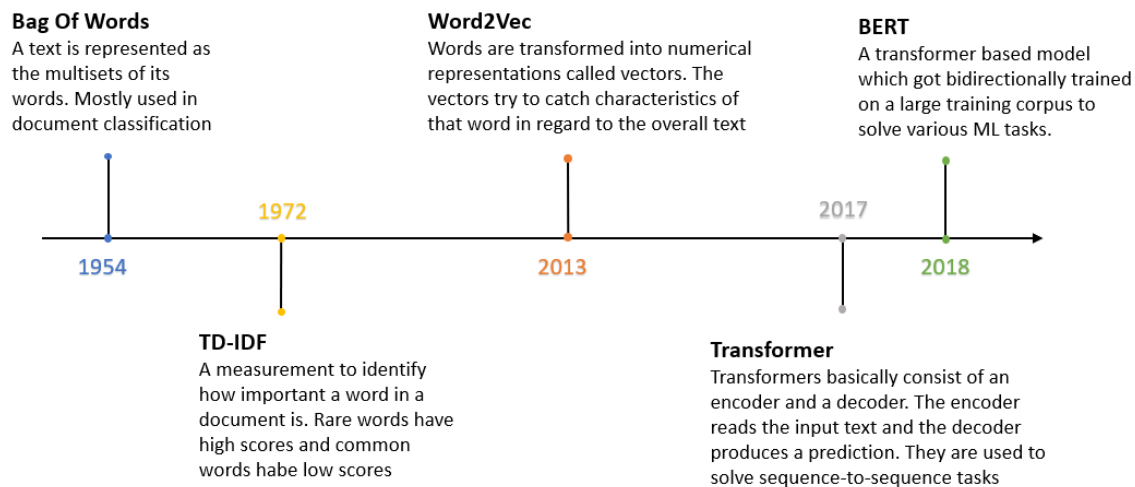 Bag Of Words
A text is represented as
the multisets of its
words. Mostly used in
document classification
Word2Vec
Words are transformed into numerical
representations called vectors. The
vectors try to catch characteristics of
that word in regard to the overall text
BERT
A transformer based model
which got bidirectionally trained
on a large training corpus to
solve various ML tasks.
1954
1972
2013
2017
2018
TD-IDF
A measurement to identify
how important a word in a
document is. Rare words have
high scores and common
words habe low scores
Transformer
Transformers basically consist of an
encoder and a decoder. The encoder
reads the input text and the decoder
produces a prediction. They are used to
solve sequence-to-sequence tasks